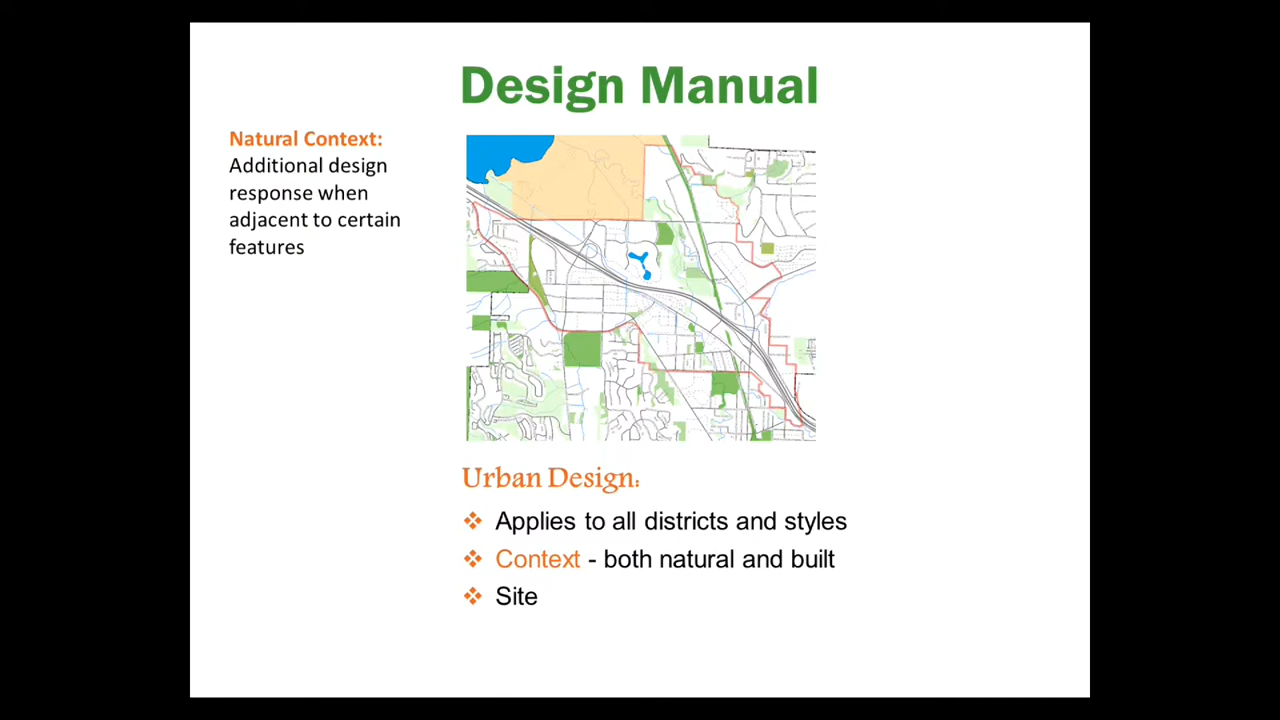 Design Manual
Natural Context:
Additional design
response when
adjacent to certain
features
Urban Design:
Applies to all districts and styles
Context - both natural and built
Site